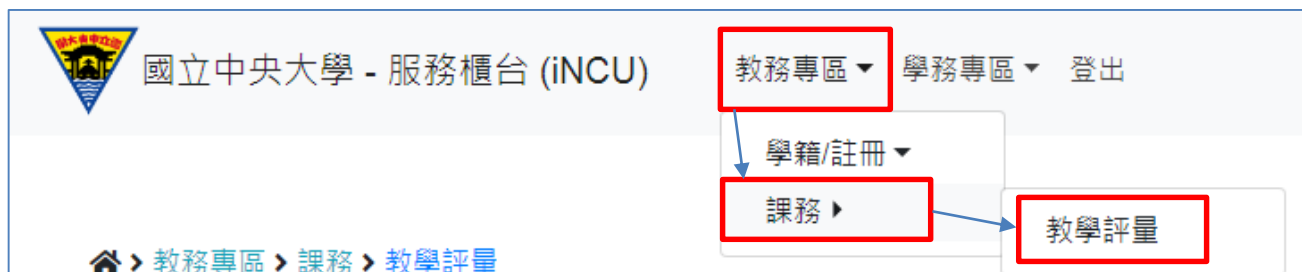 國立中央大學 - 服務櫃台 (iNCU)
教務專區 學務專區 登出
學籍/註冊
課務
教學評量
教務專區 課務 教學評量